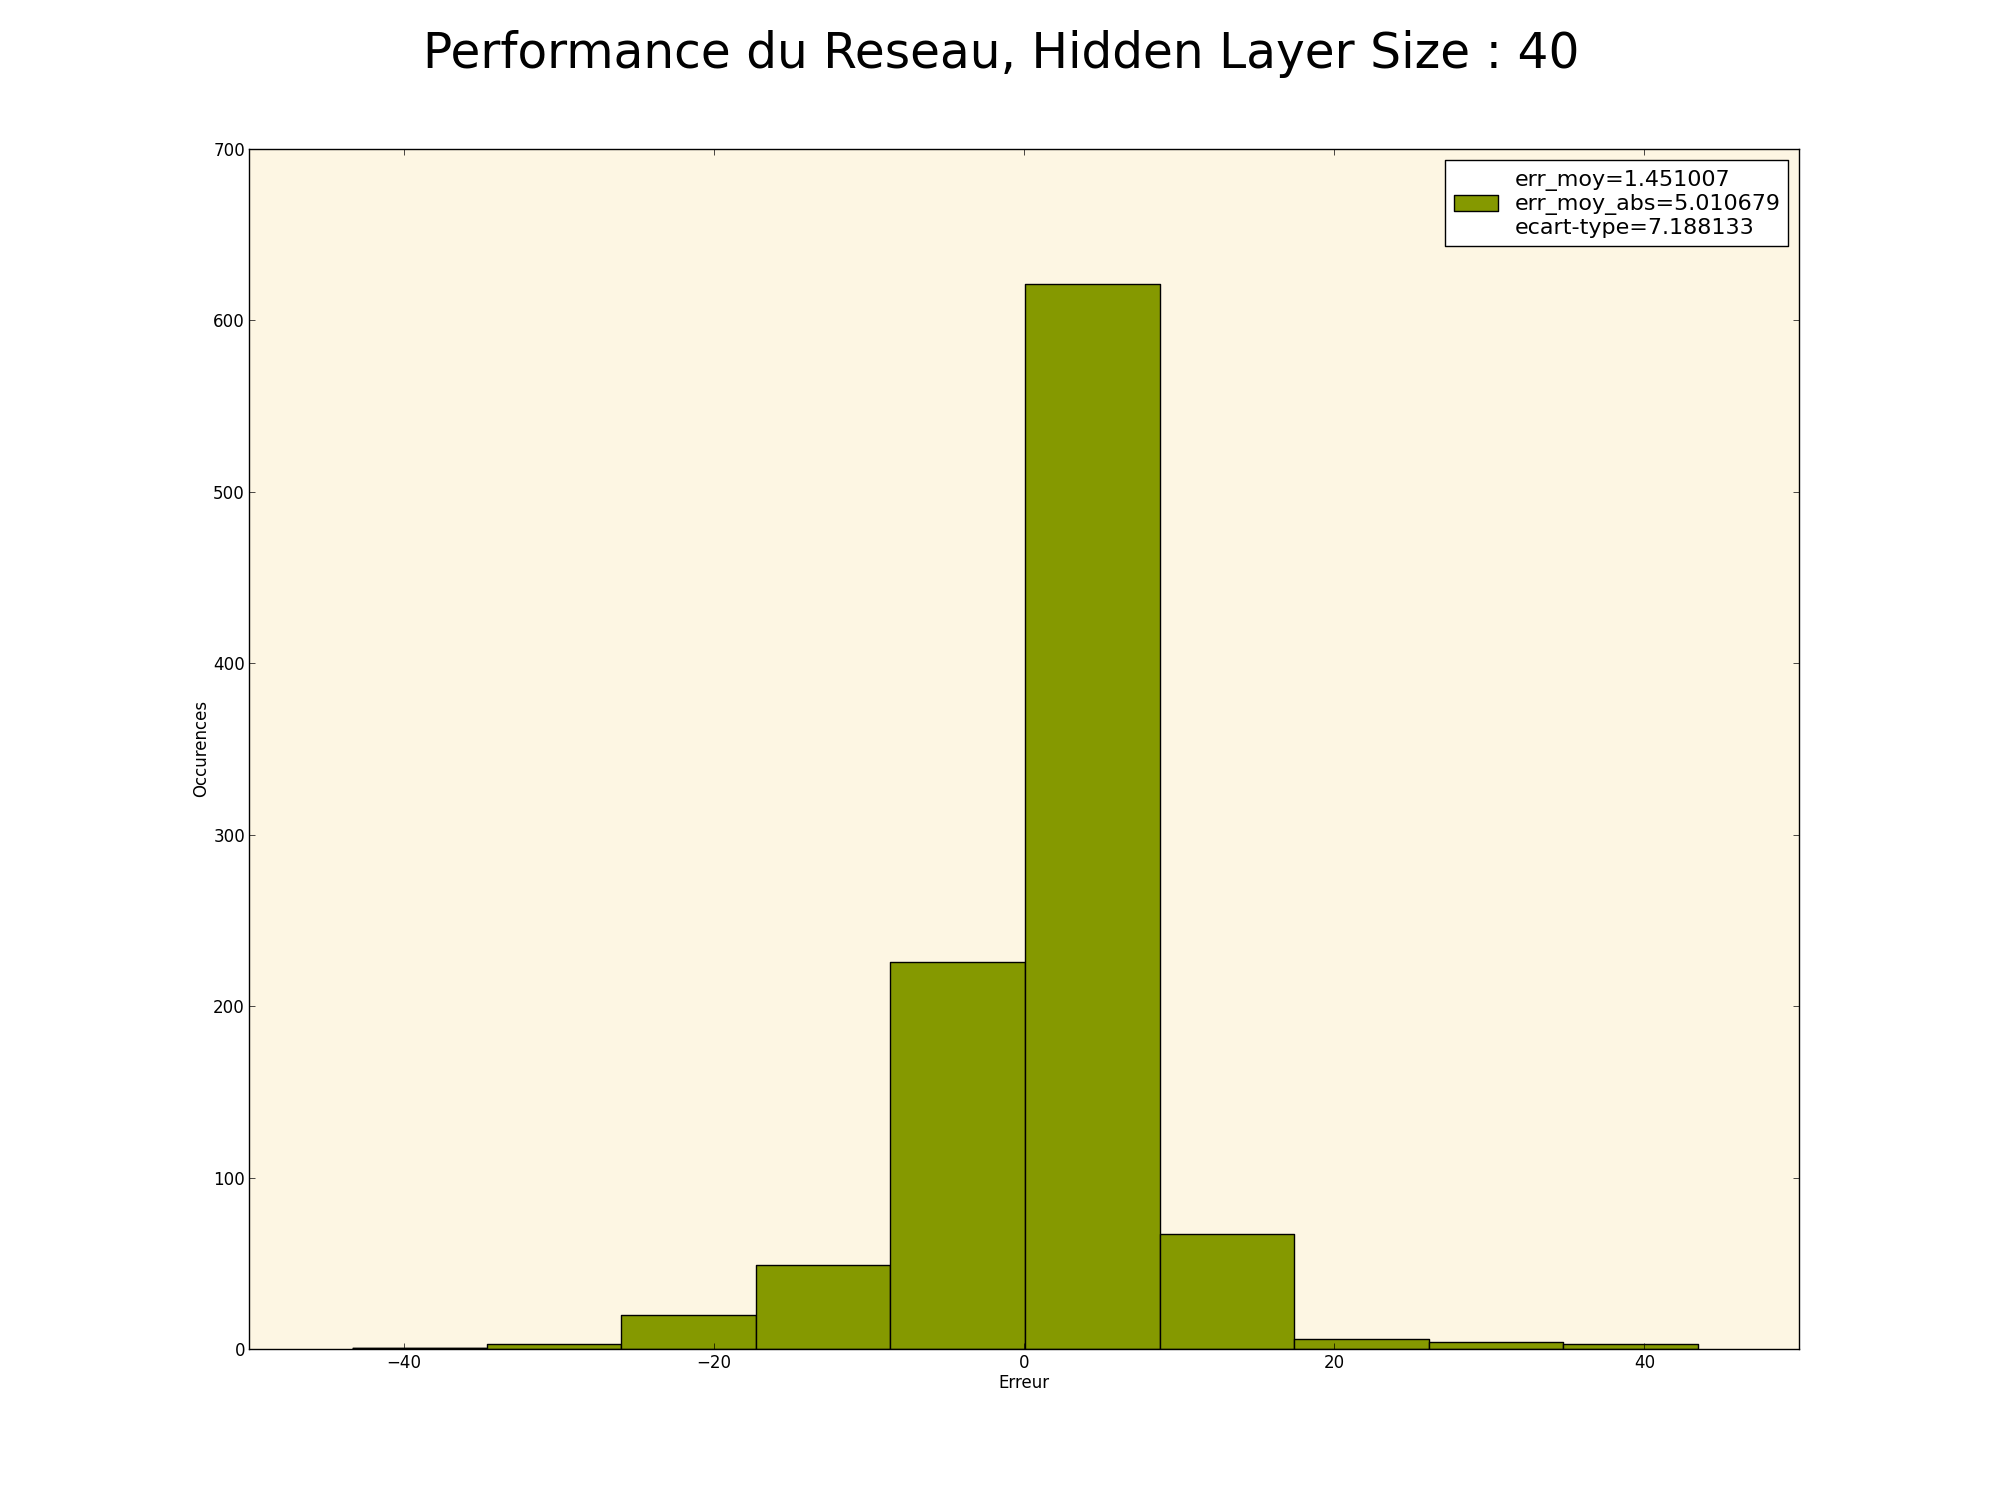 Performance du Reseau, Hidden Layer Size : 40
err_moy=1.451007
err_moy_abs=5.010679
ecart-type=7.188133
700
600
500
400
300
200
100
0
Occurences
−40
−20
0
20
40
Erreur